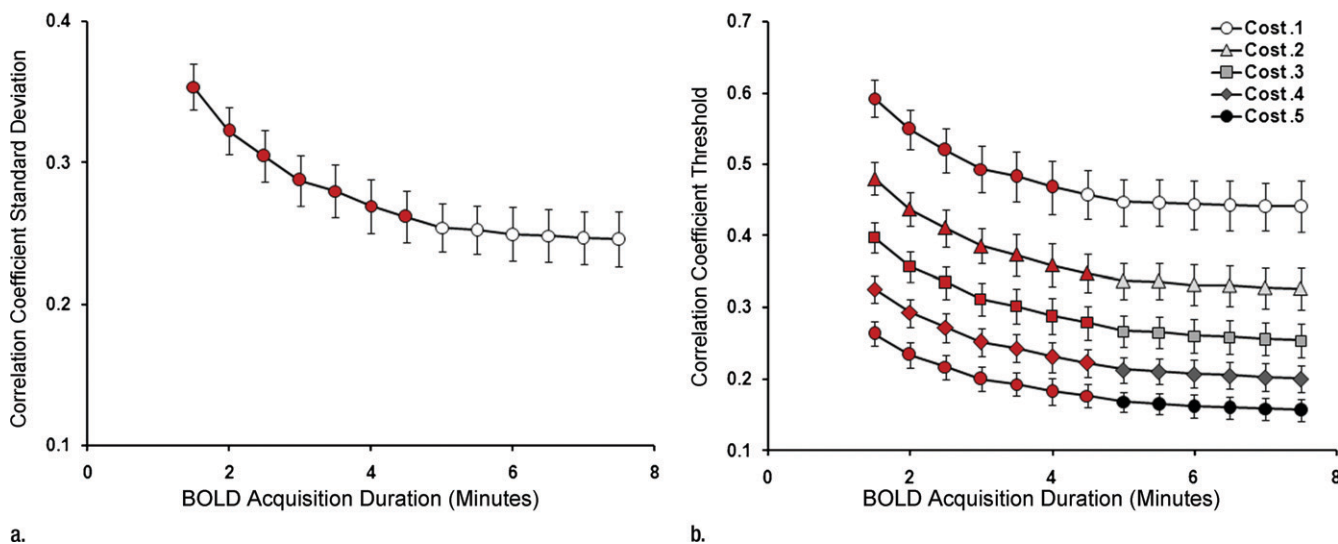 0.4
0.3
0.2
0.1
Correlation Coefficient Standard Deviation
0
2
4
6
8
BOLD Acquisition Duration (Minutes)
a.
0.7
0.6
0.5
0.4
0.3
0.2
0.1
Correlation Coefficient Threshold
Cost .1
Cost .2
Cost .3
Cost .4
Cost .5
0
2
4
6
8
BOLD Acquisition Duration (Minutes)
b.